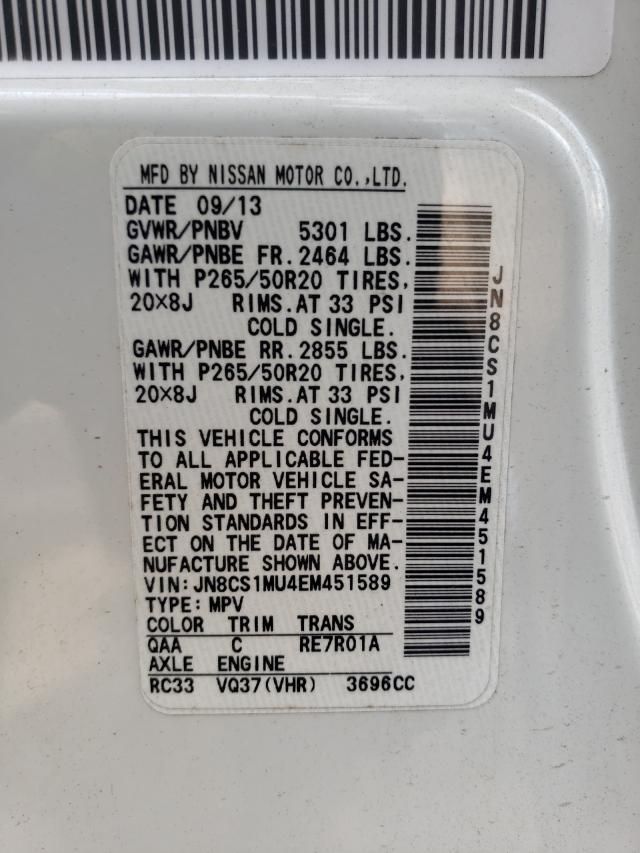 MFD BY NISSAN MOTOR CO.,LTD.
DATE 09/13
GVWR/PNBV 5301 LBS.
GAWR/PNBE FR.2464 LBS.
WITH P265/50R20 TIRES,
20×8J RIMS.AT 33 PSI
COLD SINGLE.
GAWR/PNBE RR.2855 LBS.
WITH P265/50R20 TIRES,
20×8J RIMS.AT 33 PSI
COLD SINGLE.
THIS VEHICLE CONFORMS
TO ALL APPLICABLE FED-
ERAL MOTOR VEHICLE SA-
FETY AND THEFT PREVEN-
TION STANDARDS IN EFF-
ECT ON THE DATE OF MA-
NUFACTURE SHOWN ABOVE.
VIN:JN8CS1MU4EM451589
TYPE:MPV
COLOR TRIM TRANS
QAA C RE7R01A
AXLE ENGINE
RC33 VQ37(VHR) 3696CC
JN8CS1MU4EM451589